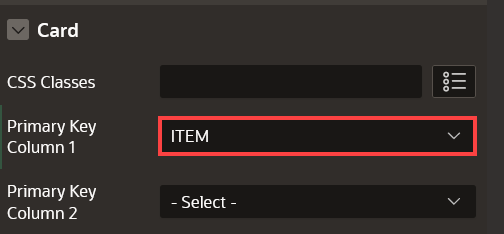 Card
CSS Classes
Primary Key
Column 1
ITEM
Primary Key
Column 2
- Select -